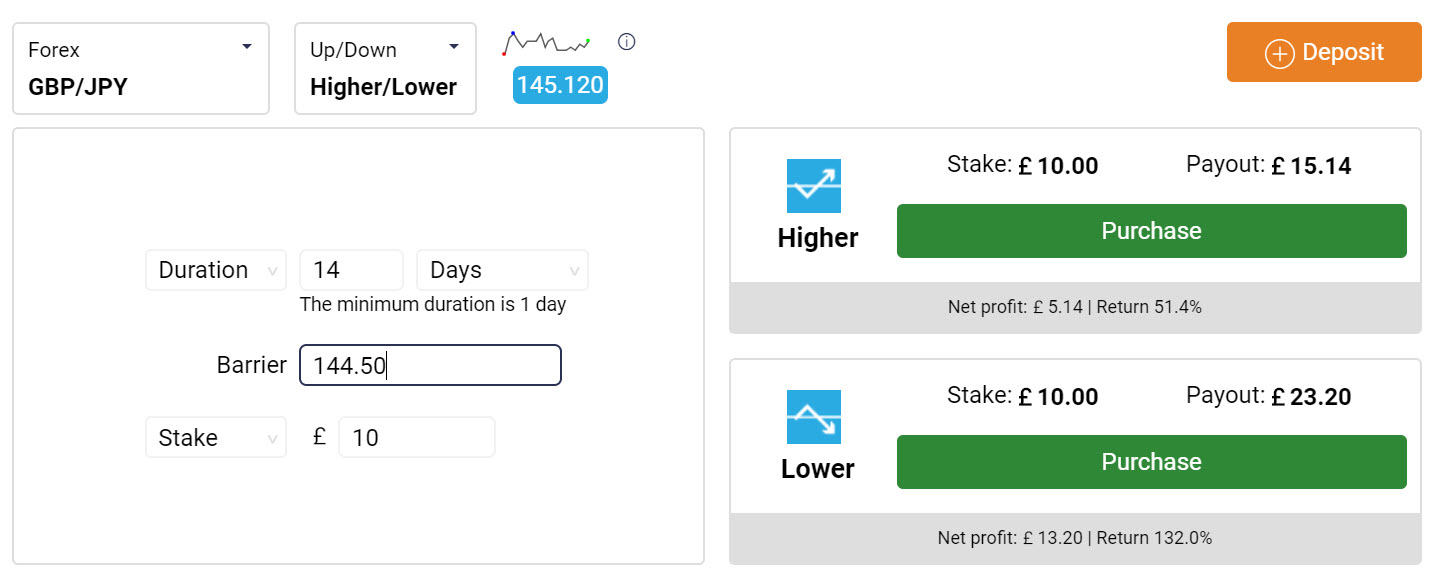 Forex
GBP/JPY
Up/Down
Higher/Lower
145.120
Deposit
Duration 14 Days
The minimum duration is 1 day
Barrier 144.50
Stake £ 10
Higher
Stake: £ 10.00 Payout: £ 15.14
Purchase
Net profit: £ 5.14 | Return 51.4%
Lower
Stake: £ 10.00 Payout: £ 23.20
Purchase
Net profit: £ 13.20 | Return 132.0%